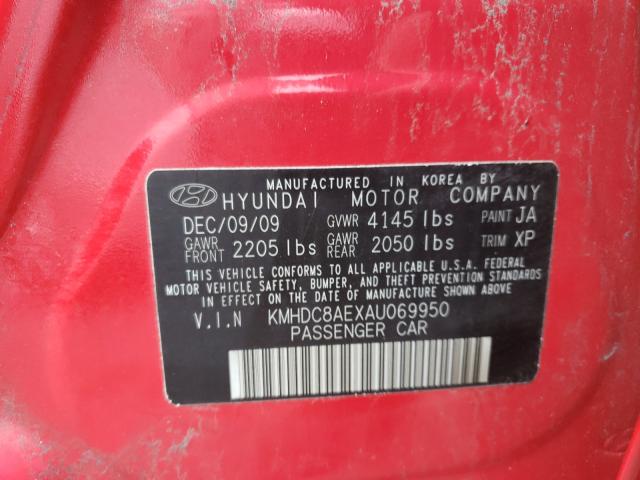 MANUFACTURED IN KOREA BY
HYUNDAI MOTOR COMPANY
DEC/09/09 GVWR 4145 lbs PAINT JA
GAWR FRONT 2205 lbs GAWR REAR 2050 lbs TRIM XP
THIS VEHICLE CONFORMS TO ALL APPLICABLE U.S.A. FEDERAL
MOTOR VEHICLE SAFETY, BUMPER, AND THEFT PREVENTION STANDARDS
IN EFFECT ON THE DATE OF MANUFACTURE SHOWN ABOVE.
V.I.N KMHDC8AEXAU069950
PASSENGER CAR